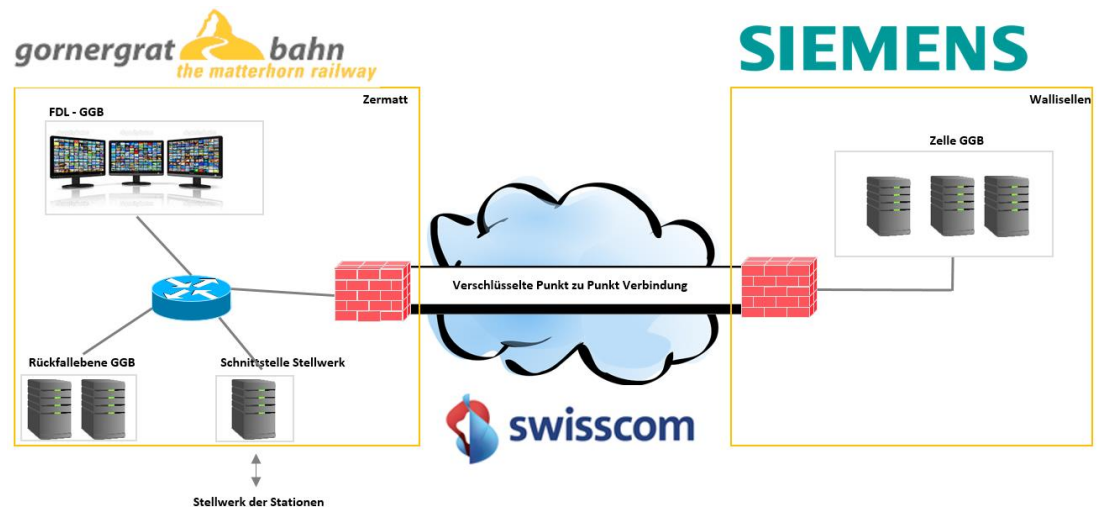 gornergrat bahn
the matterhorn railway
SIEMENS
Zermatt
FDL - GGB
Wallisellen
Zelle GGB
Verschlüsselte Punkt zu Punkt Verbindung
Rückfallebene GGB
Schnittstelle Stellwerk
swisscom
Stellwerk der Stationen